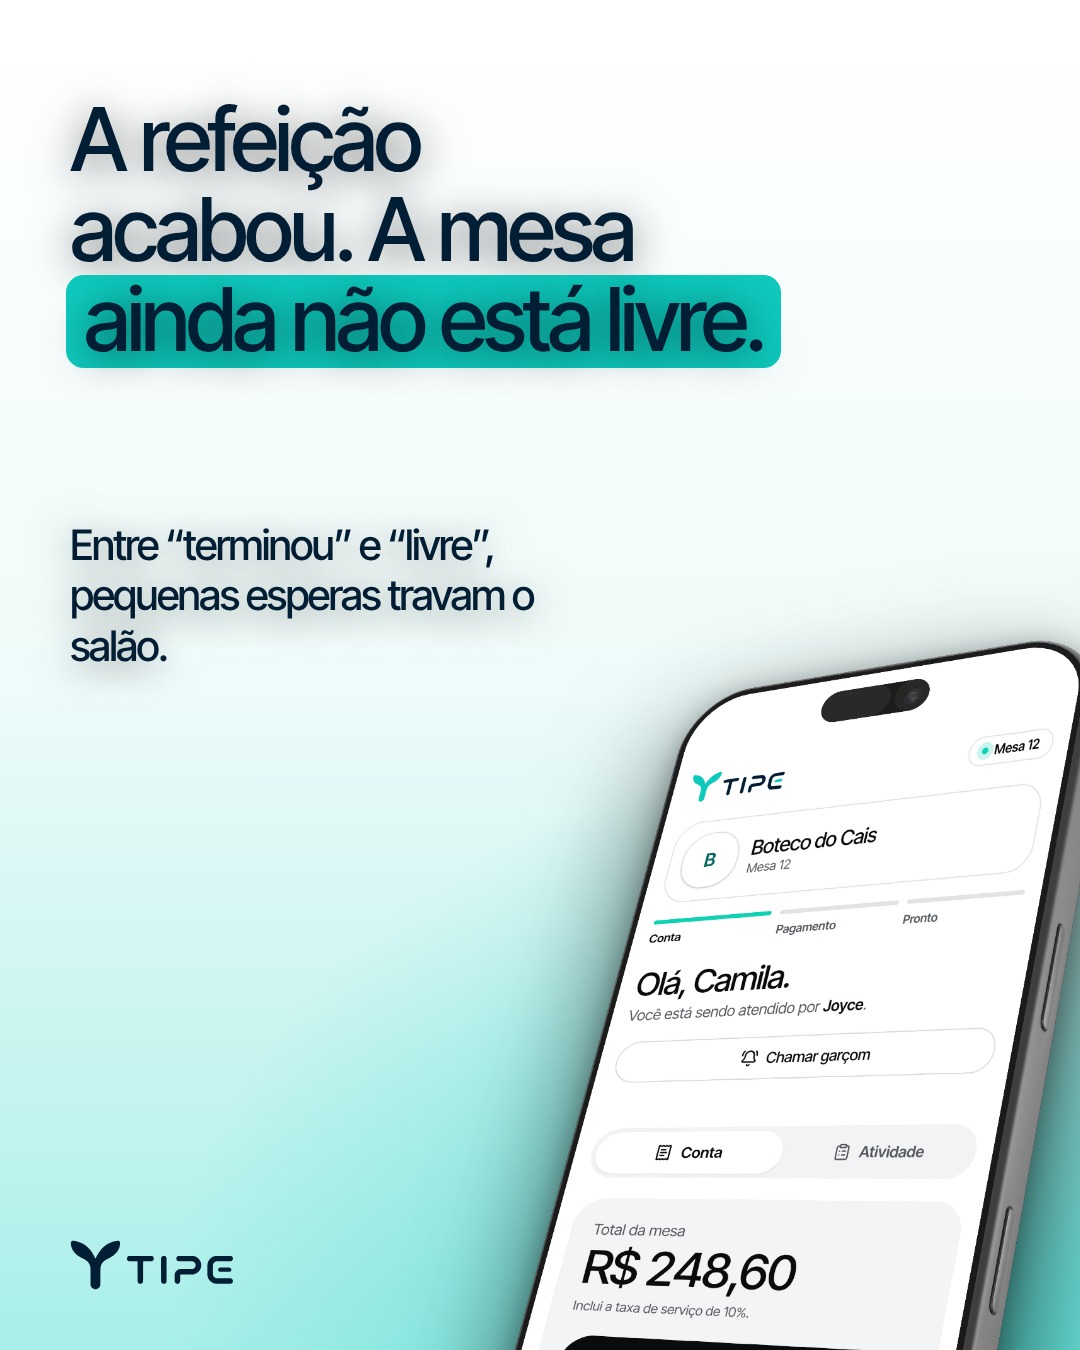 A refeição
acabou. A mesa
ainda não está livre.
Entre “terminou” e “livre”,
pequenas esperas travam o
salão.
Mesa 12
TIPE
B
Boteco do Cais
Mesa 12
Conta
Pagamento
Pronto
Olá, Camila.
Você está sendo atendido por Joyce.
Chamar garçom
Conta
Atividade
Total da mesa
R$ 248,60
Inclui a taxa de serviço de 10%.
TIPE